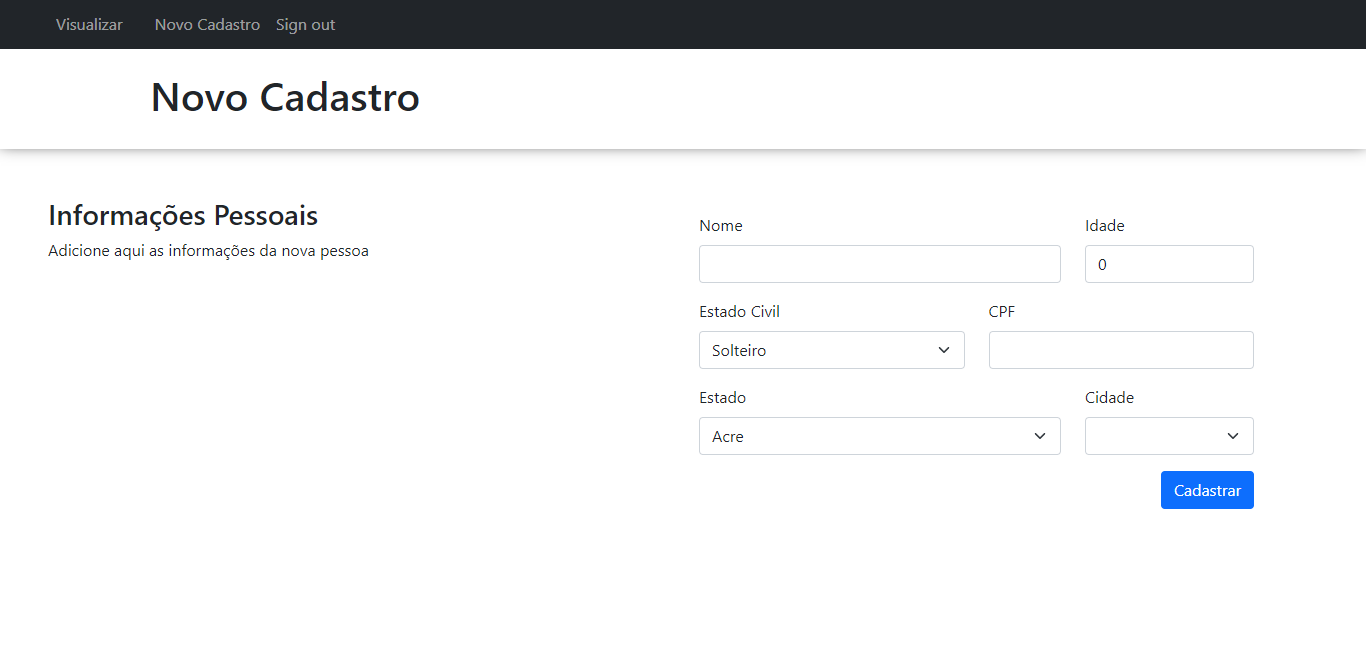 Visualizar Novo Cadastro Sign out
Novo Cadastro
Informações Pessoais
Adicione aqui as informações da nova pessoa
Nome Idade
0
Estado Civil CPF
Solteiro
Estado Cidade
Acre
Cadastrar